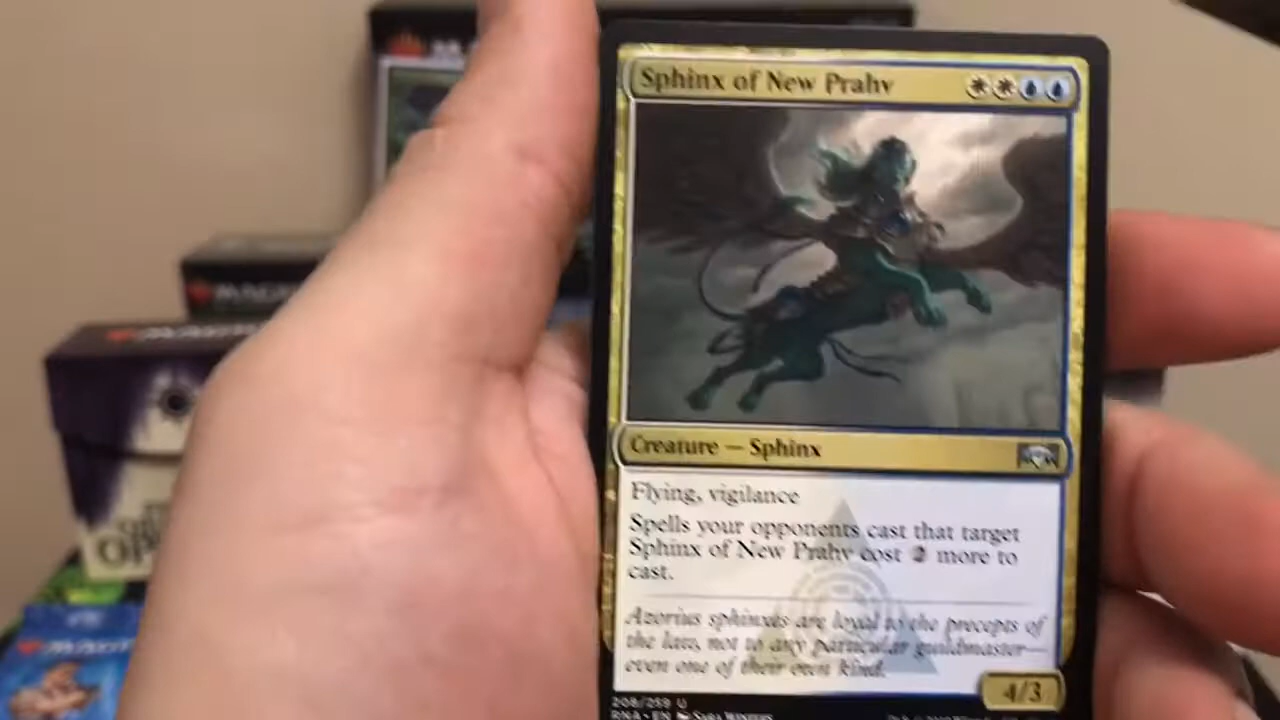 Sphinx of New Prahv
Creature — Sphinx
Flying, vigilance
Spells your opponents cast that target
Sphinx of New Prahv cost 2 more to
cast.
Azorius sphinxes are loyal to the precepts of
the law, not to any particular guildmaster—
even one of their own kind.
4/3
208/259 U
RNA • EN SARA WINTERS